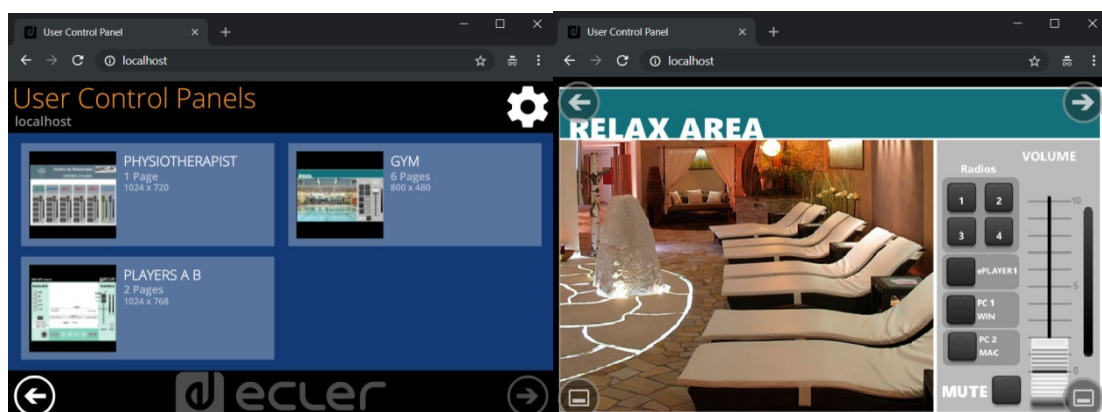 User Control Panel
localhost
User Control Panels
localhost
PHYSIOTHERAPIST
1 Page
1024 x 720
GYM
6 Pages
800 x 480
POOL
PLAYERS A B
2 Pages
1024 x 768
ecler
User Control Panel
localhost
RELAX AREA
VOLUME
Radios
1 2
3 4
10
ePLAYER1
5
PC 1
WIN
PC 2
MAC
0
MUTE